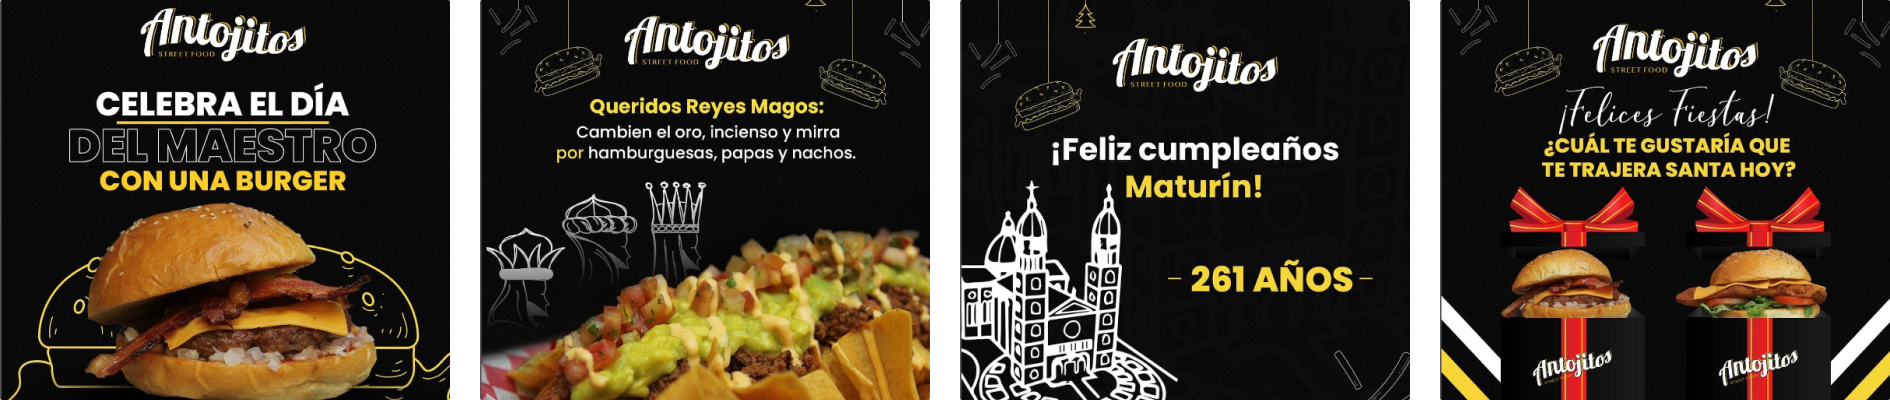 Antojitos
STREET FOOD
CELEBRA EL DÍA
DEL MAESTRO
CON UNA BURGER
Antojitos
STREET FOOD
Queridos Reyes Magos:
Cambien el oro, incienso y mirra
por hamburguesas, papas y nachos.
Antojitos
STREET FOOD
¡Feliz cumpleaños
Maturín!
- 261 AÑOS -
Antojitos
STREET FOOD
¡Felices Fiestas!
¿CUÁL TE GUSTARÍA QUE
TE TRAJERA SANTA HOY?
Antojitos
Antojitos